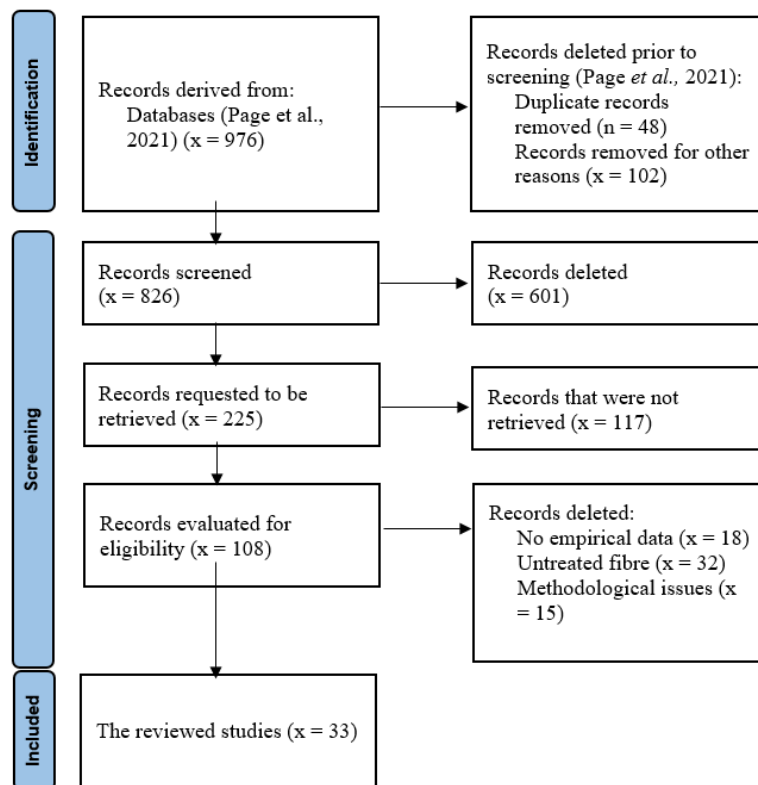 Identification
Records derived from:
Databases (Page et al.,
2021) (x = 976)
Records deleted prior to
screening (Page et al., 2021):
Duplicate records
removed (n = 48)
Records removed for other
reasons (x = 102)
Screening
Records screened
(x = 826)
Records deleted
(x = 601)
Records requested to be
retrieved (x = 225)
Records that were not
retrieved (x = 117)
Records evaluated for
eligibility (x = 108)
Records deleted:
No empirical data (x = 18)
Untreated fibre (x = 32)
Methodological issues (x
= 15)
Included
The reviewed studies (x = 33)